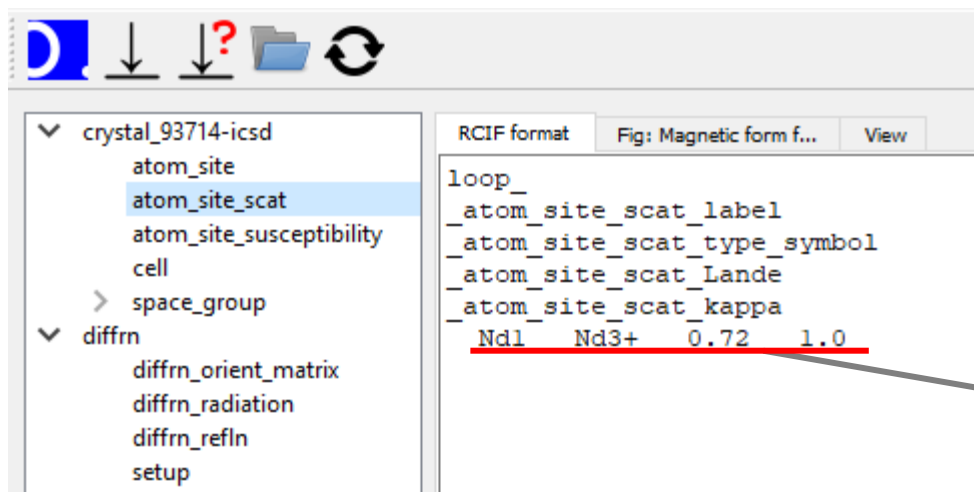 ?
crystal_93714-icsd
atom_site
atom_site_scat
atom_site_susceptibility
cell
space_group
diffrn
diffrn_orient_matrix
diffrn_radiation
diffrn_refln
setup
RCIF format Fig: Magnetic form f... View
loop_
_atom_site_scat_label
_atom_site_scat_type_symbol
_atom_site_scat_Lande
_atom_site_scat_kappa
Nd1 Nd3+ 0.72 1.0